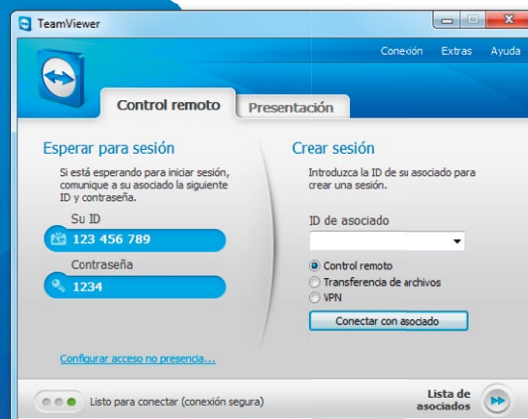 TeamViewer
Conexión Extras Ayuda
Control remoto
Presentación
Esperar para sesión
Si está esperando para iniciar sesión,
comunique a su asociado la siguiente
ID y contraseña.
Su ID
123 456 789
Contraseña
1234
Configurar acceso no presencia...
Crear sesión
Introduzca la ID de su asociado para
crear una sesión.
ID de asociado
Control remoto
Transferencia de archivos
VPN
Conectar con asociado
Listo para conectar (conexión segura)
Lista de
asociados